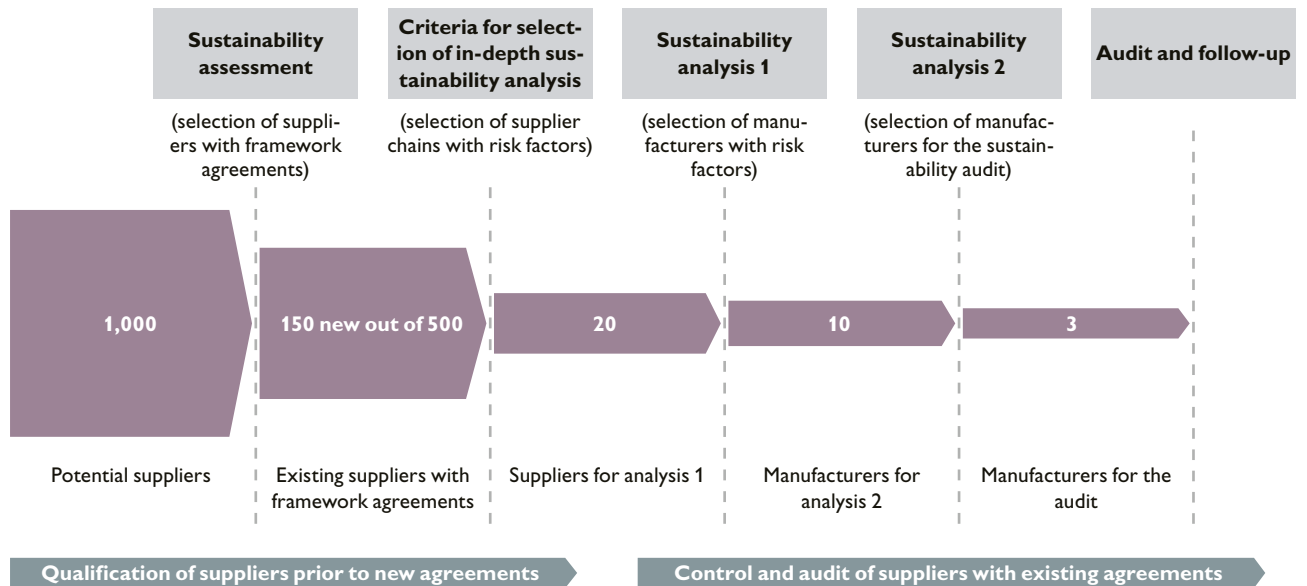 Sustainability
assessment
Criteria for select-
ion of in-depth sus-
tainability analysis
Sustainability
analysis 1
Sustainability
analysis 2
Audit and follow-up
(selection of suppli-
ers with framework
agreements)
(selection of supplier
chains with risk factors)
(selection of manu-
facturers with risk
factors)
(selection of manufac-
turers for the sustain-
ability audit)
1,000
150 new out of 500
20
10
3
Potential suppliers
Existing suppliers with
framework agreements
Suppliers for analysis 1
Manufacturers for
analysis 2
Manufacturers for the
audit
Qualification of suppliers prior to new agreements
Control and audit of suppliers with existing agreements